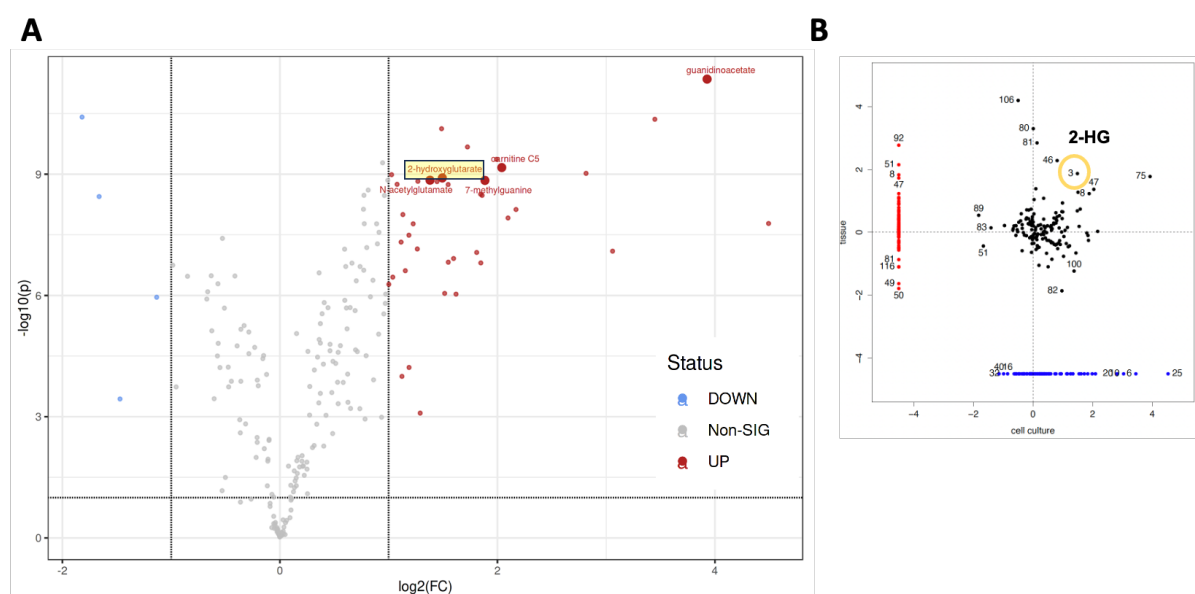 A
guanidinoacetate
carnitine C5
2-hydroxyglutarate
N-acetylglutamate
7-methylguanine
9
6
3
0
-log10(p)
-2
0
2
4
log2(FC)
Status
DOWN
Non-SIG
UP
B
2-HG
106
80
81
46
3
75
47
8
89
83
51
100
82
92
51
8
47
81
116
49
50
4
2
0
-2
-4
tissue
32
16
6
25
-4
-2
0
2
4
cell culture